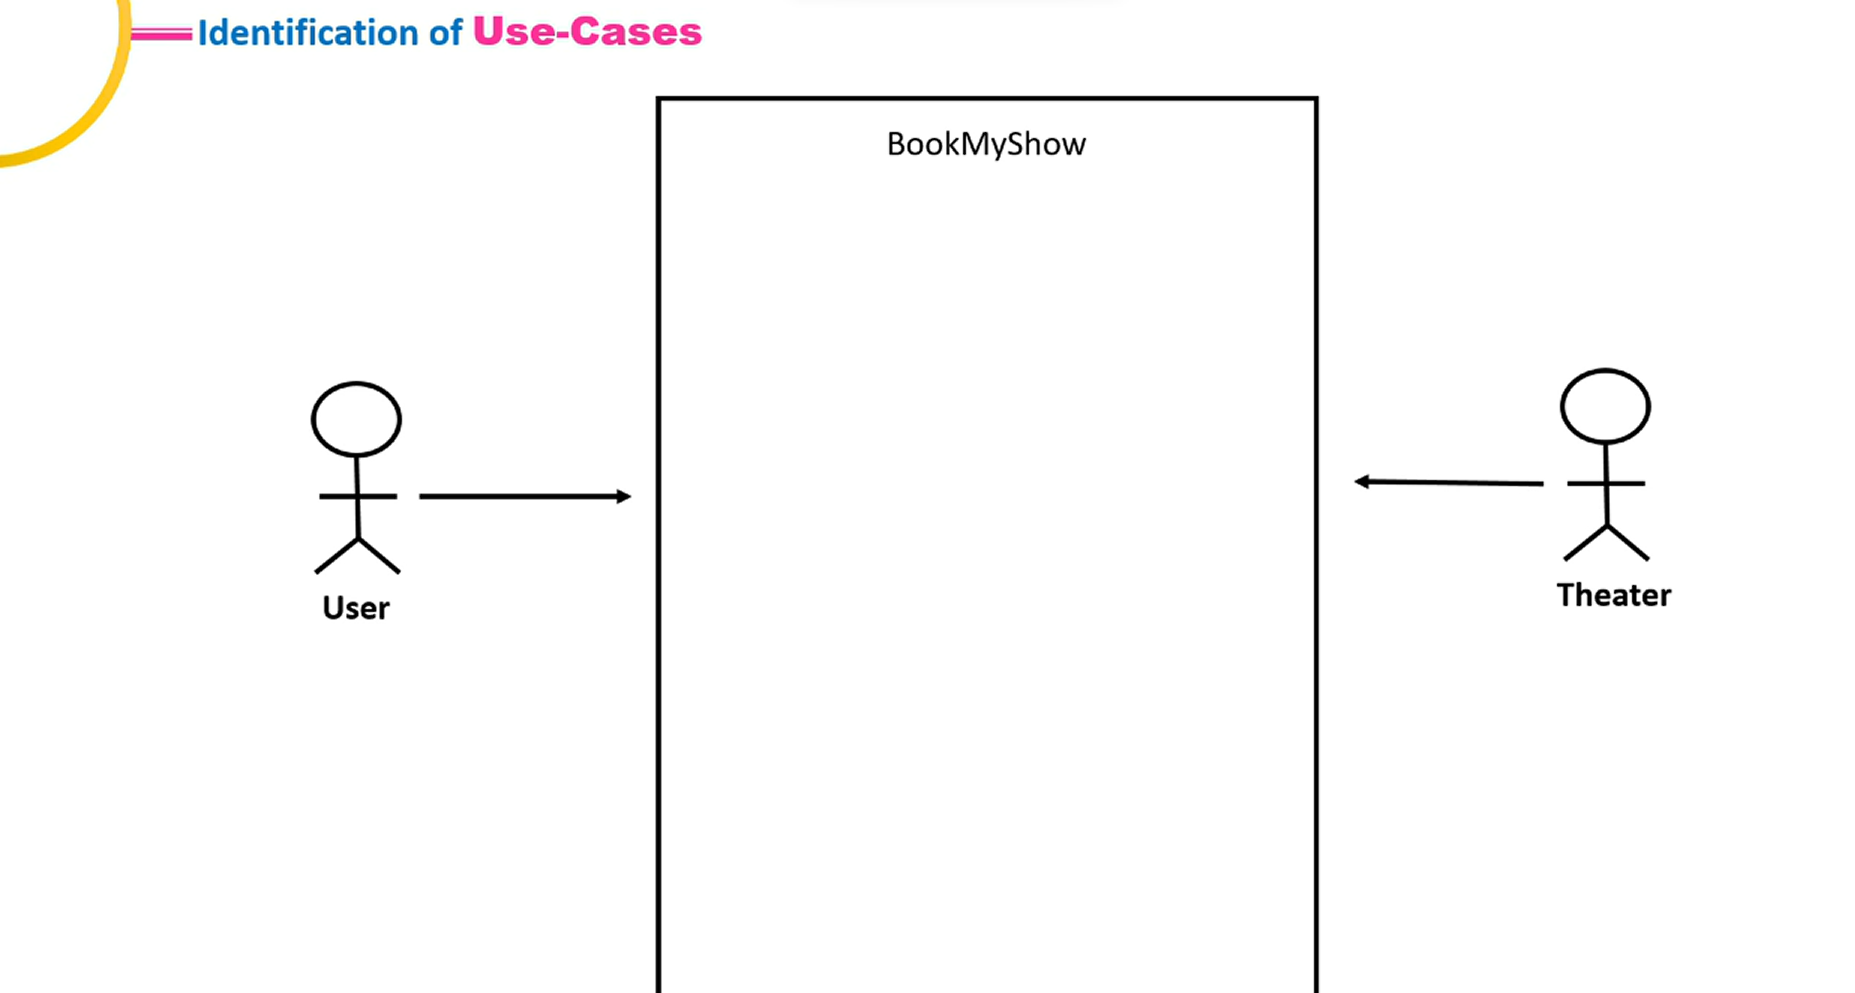 Identification of Use-Cases
BookMyShow
User
Theater